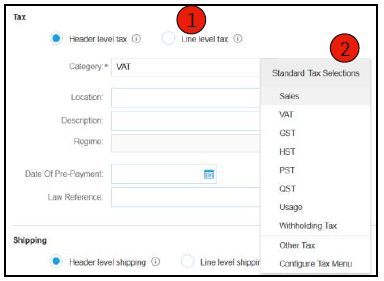 Tax
1
Header level tax
Line level tax
2
Category:* VAT
Standard Tax Selections
Sales
Location:
VAT
Description:
GST
Regime:
HST
PST
Date Of Pre-Payment:
QST
Law Reference:
Usage
Withholding Tax
Shipping
Other Tax
Header level shipping
Line level shippin
Configure Tax Menu